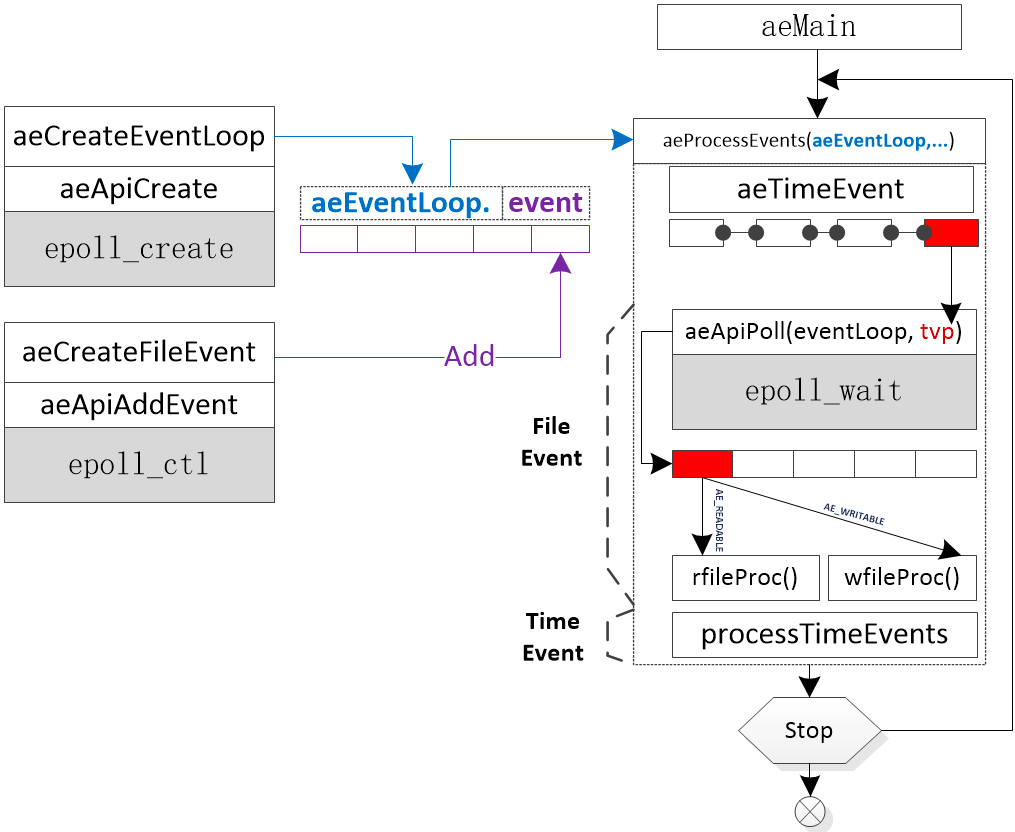 aeMain
aeCreateEventLoop
aeApiCreate
epoll_create
aeEventLoop. event
aeProcessEvents(aeEventLoop,...)
aeTimeEvent
aeCreateFileEvent
aeApiAddEvent
epoll_ctl
Add
aeApiPoll(eventLoop, tvp)
epoll_wait
File
Event
AE_READABLE
AE_WRITABLE
rfileProc()
wfileProc()
Time
Event
processTimeEvents
Stop